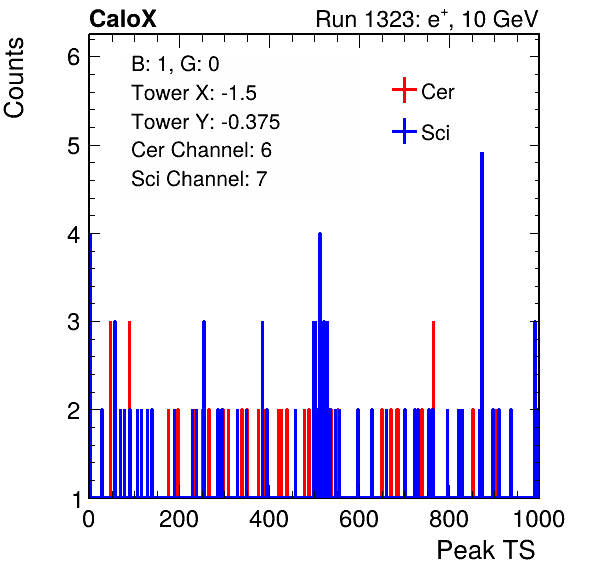 CaloX Run 1323: e⁺, 10 GeV
Counts
B: 1, G: 0
Tower X: -1.5
Tower Y: -0.375
Cer Channel: 6
Sci Channel: 7
Cer
Sci
6
5
4
3
2
1
0 200 400 600 800 1000
Peak TS